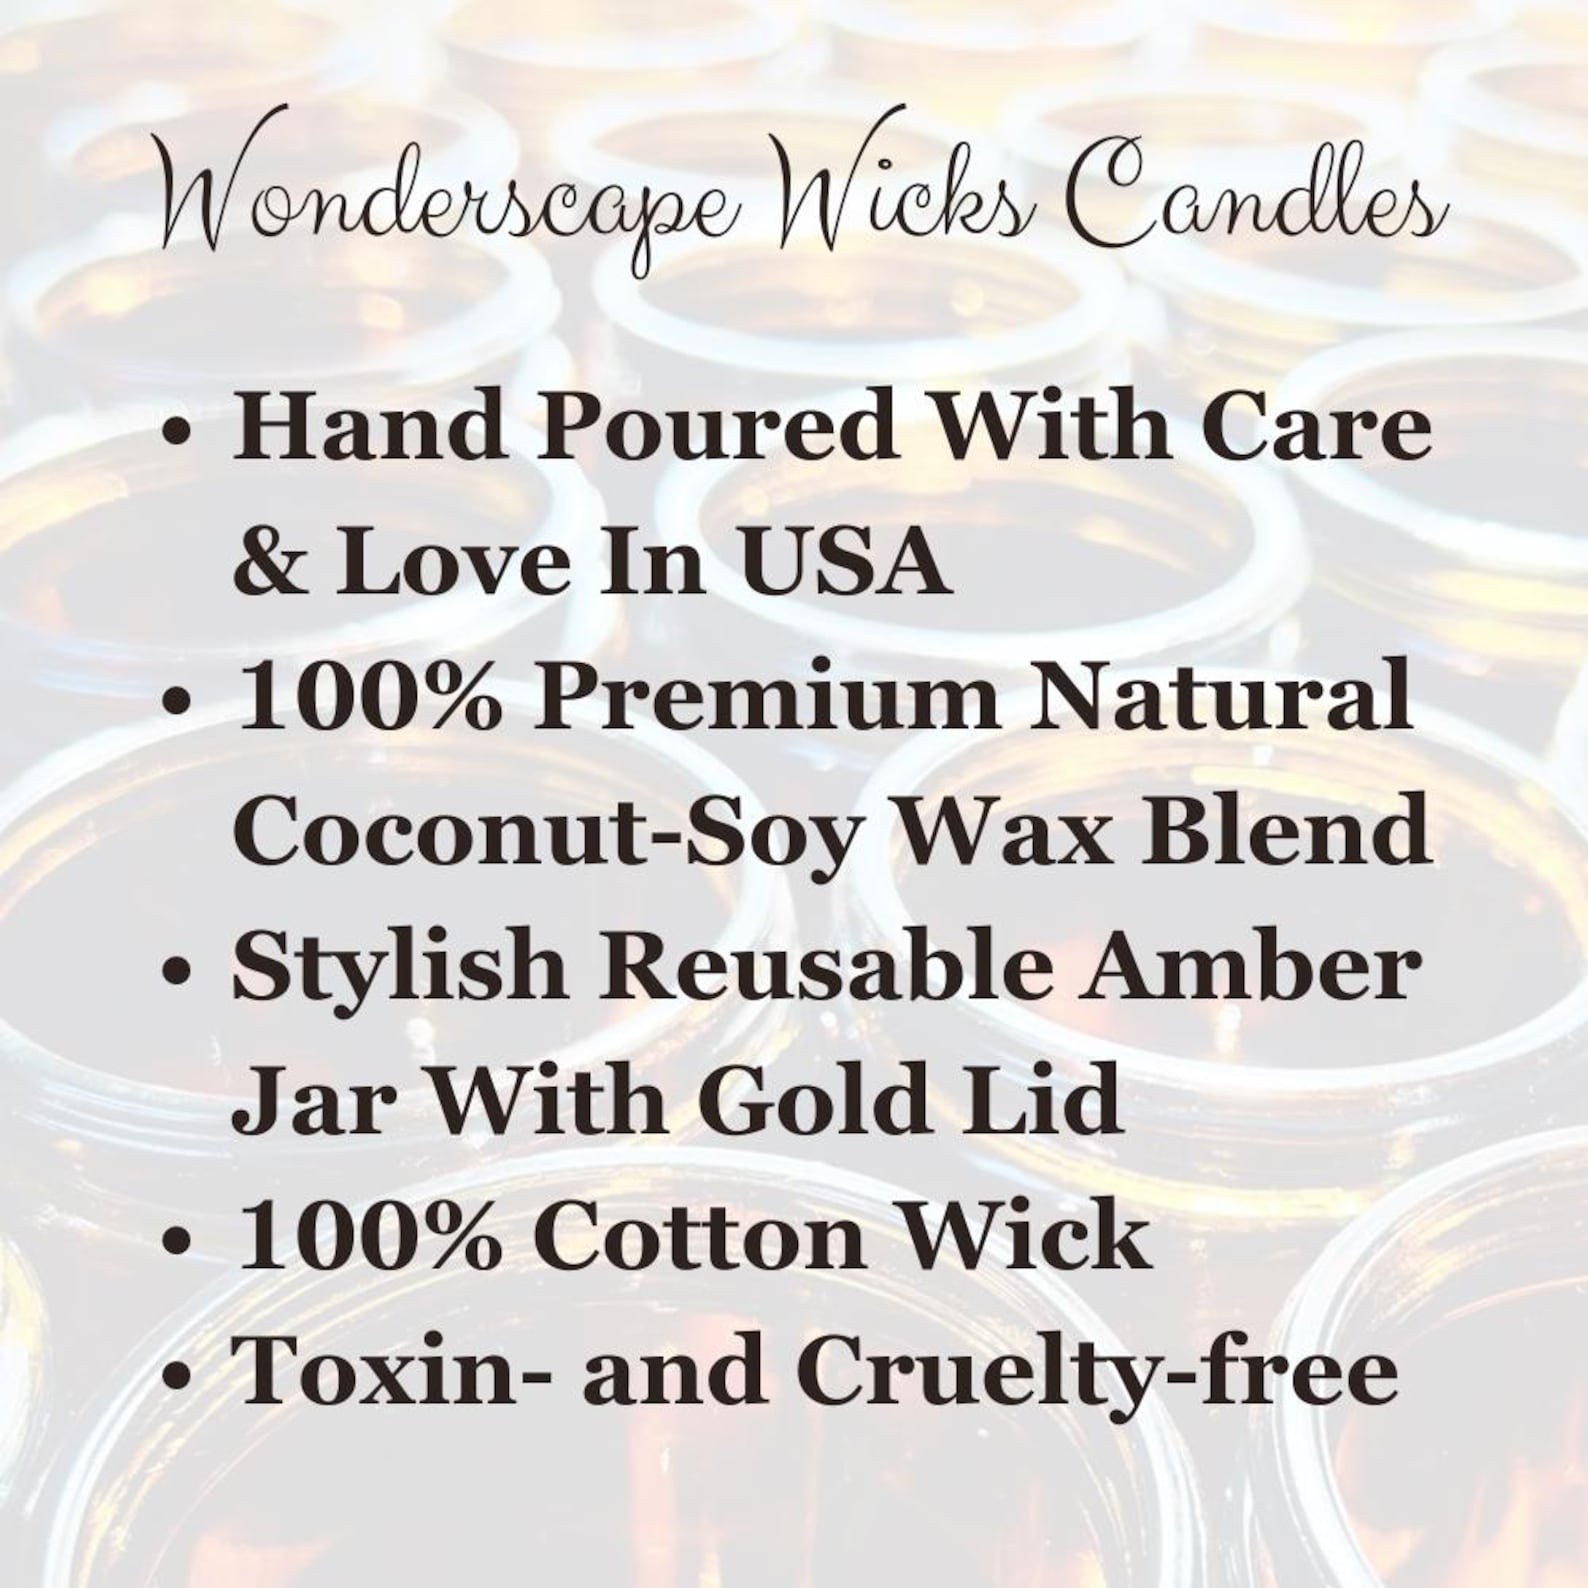 Wonderscape Wicks Candles
• Hand Poured With Care
& Love In USA
• 100% Premium Natural
Coconut-Soy Wax Blend
• Stylish Reusable Amber
Jar With Gold Lid
• 100% Cotton Wick
• Toxin- and Cruelty-free